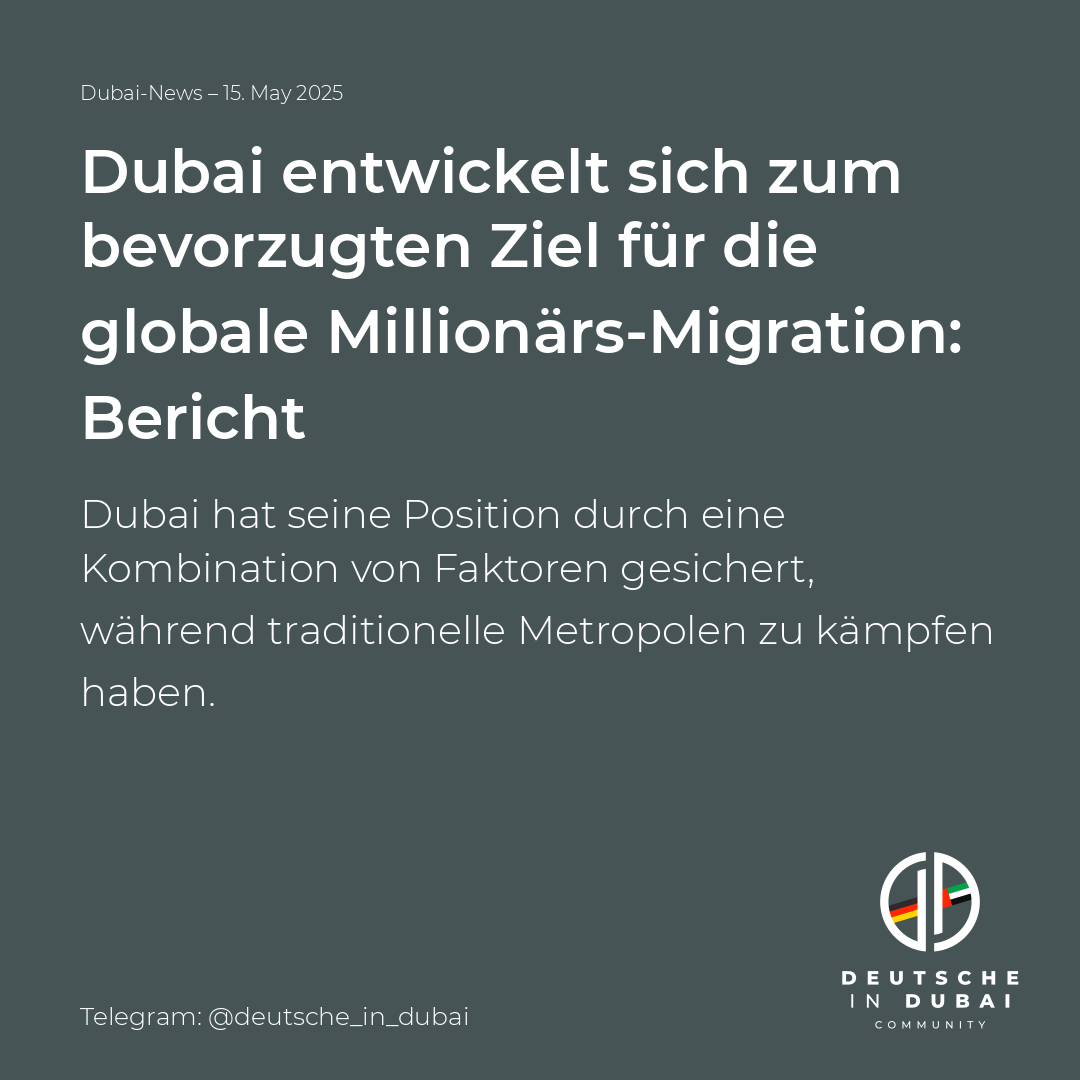 Dubai-News – 15. May 2025
Dubai entwickelt sich zum
bevorzugten Ziel für die
globale Millionärs-Migration:
Bericht
Dubai hat seine Position durch eine
Kombination von Faktoren gesichert,
während traditionelle Metropolen zu kämpfen
haben.
DEUTSCHE
IN DUBAI
COMMUNITY
Telegram: @deutsche_in_dubai